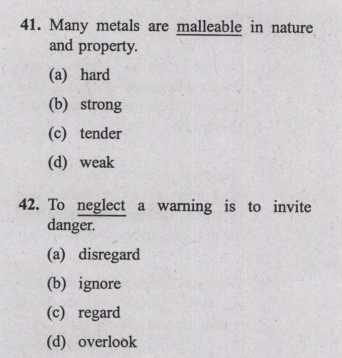 41. Many metals are malleable in nature
and property.
(a) hard
(b) strong
(c) tender
(d) weak
42. To neglect a warning is to invite
danger.
(a) disregard
(b) ignore
(c) regard
(d) overlook